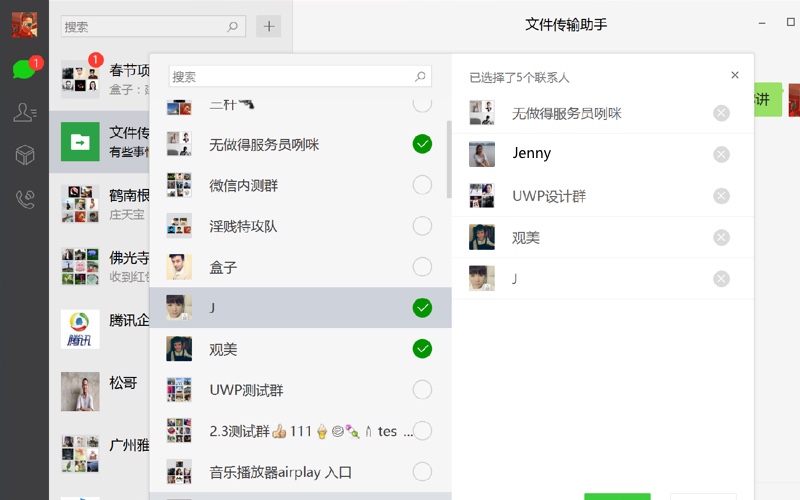 搜索
文件传输助手
1
1
春节项
盒子：
文件传
有些事情
鹤南根
庄天宝
佛光寺
收到红包
腾讯企
腾讯
松哥
广州雅
搜索
三秆🔫
无做得服务员咧咪
微信内测群
淫贱特攻队
盒子
J
观美
UWP测试群
2.3测试群👍111🍦😊🍬🕯tes ...
音乐播放器airplay 入口
已选择了5个联系人
无做得服务员咧咪
Jenny
UWP设计群
观美
J
讲